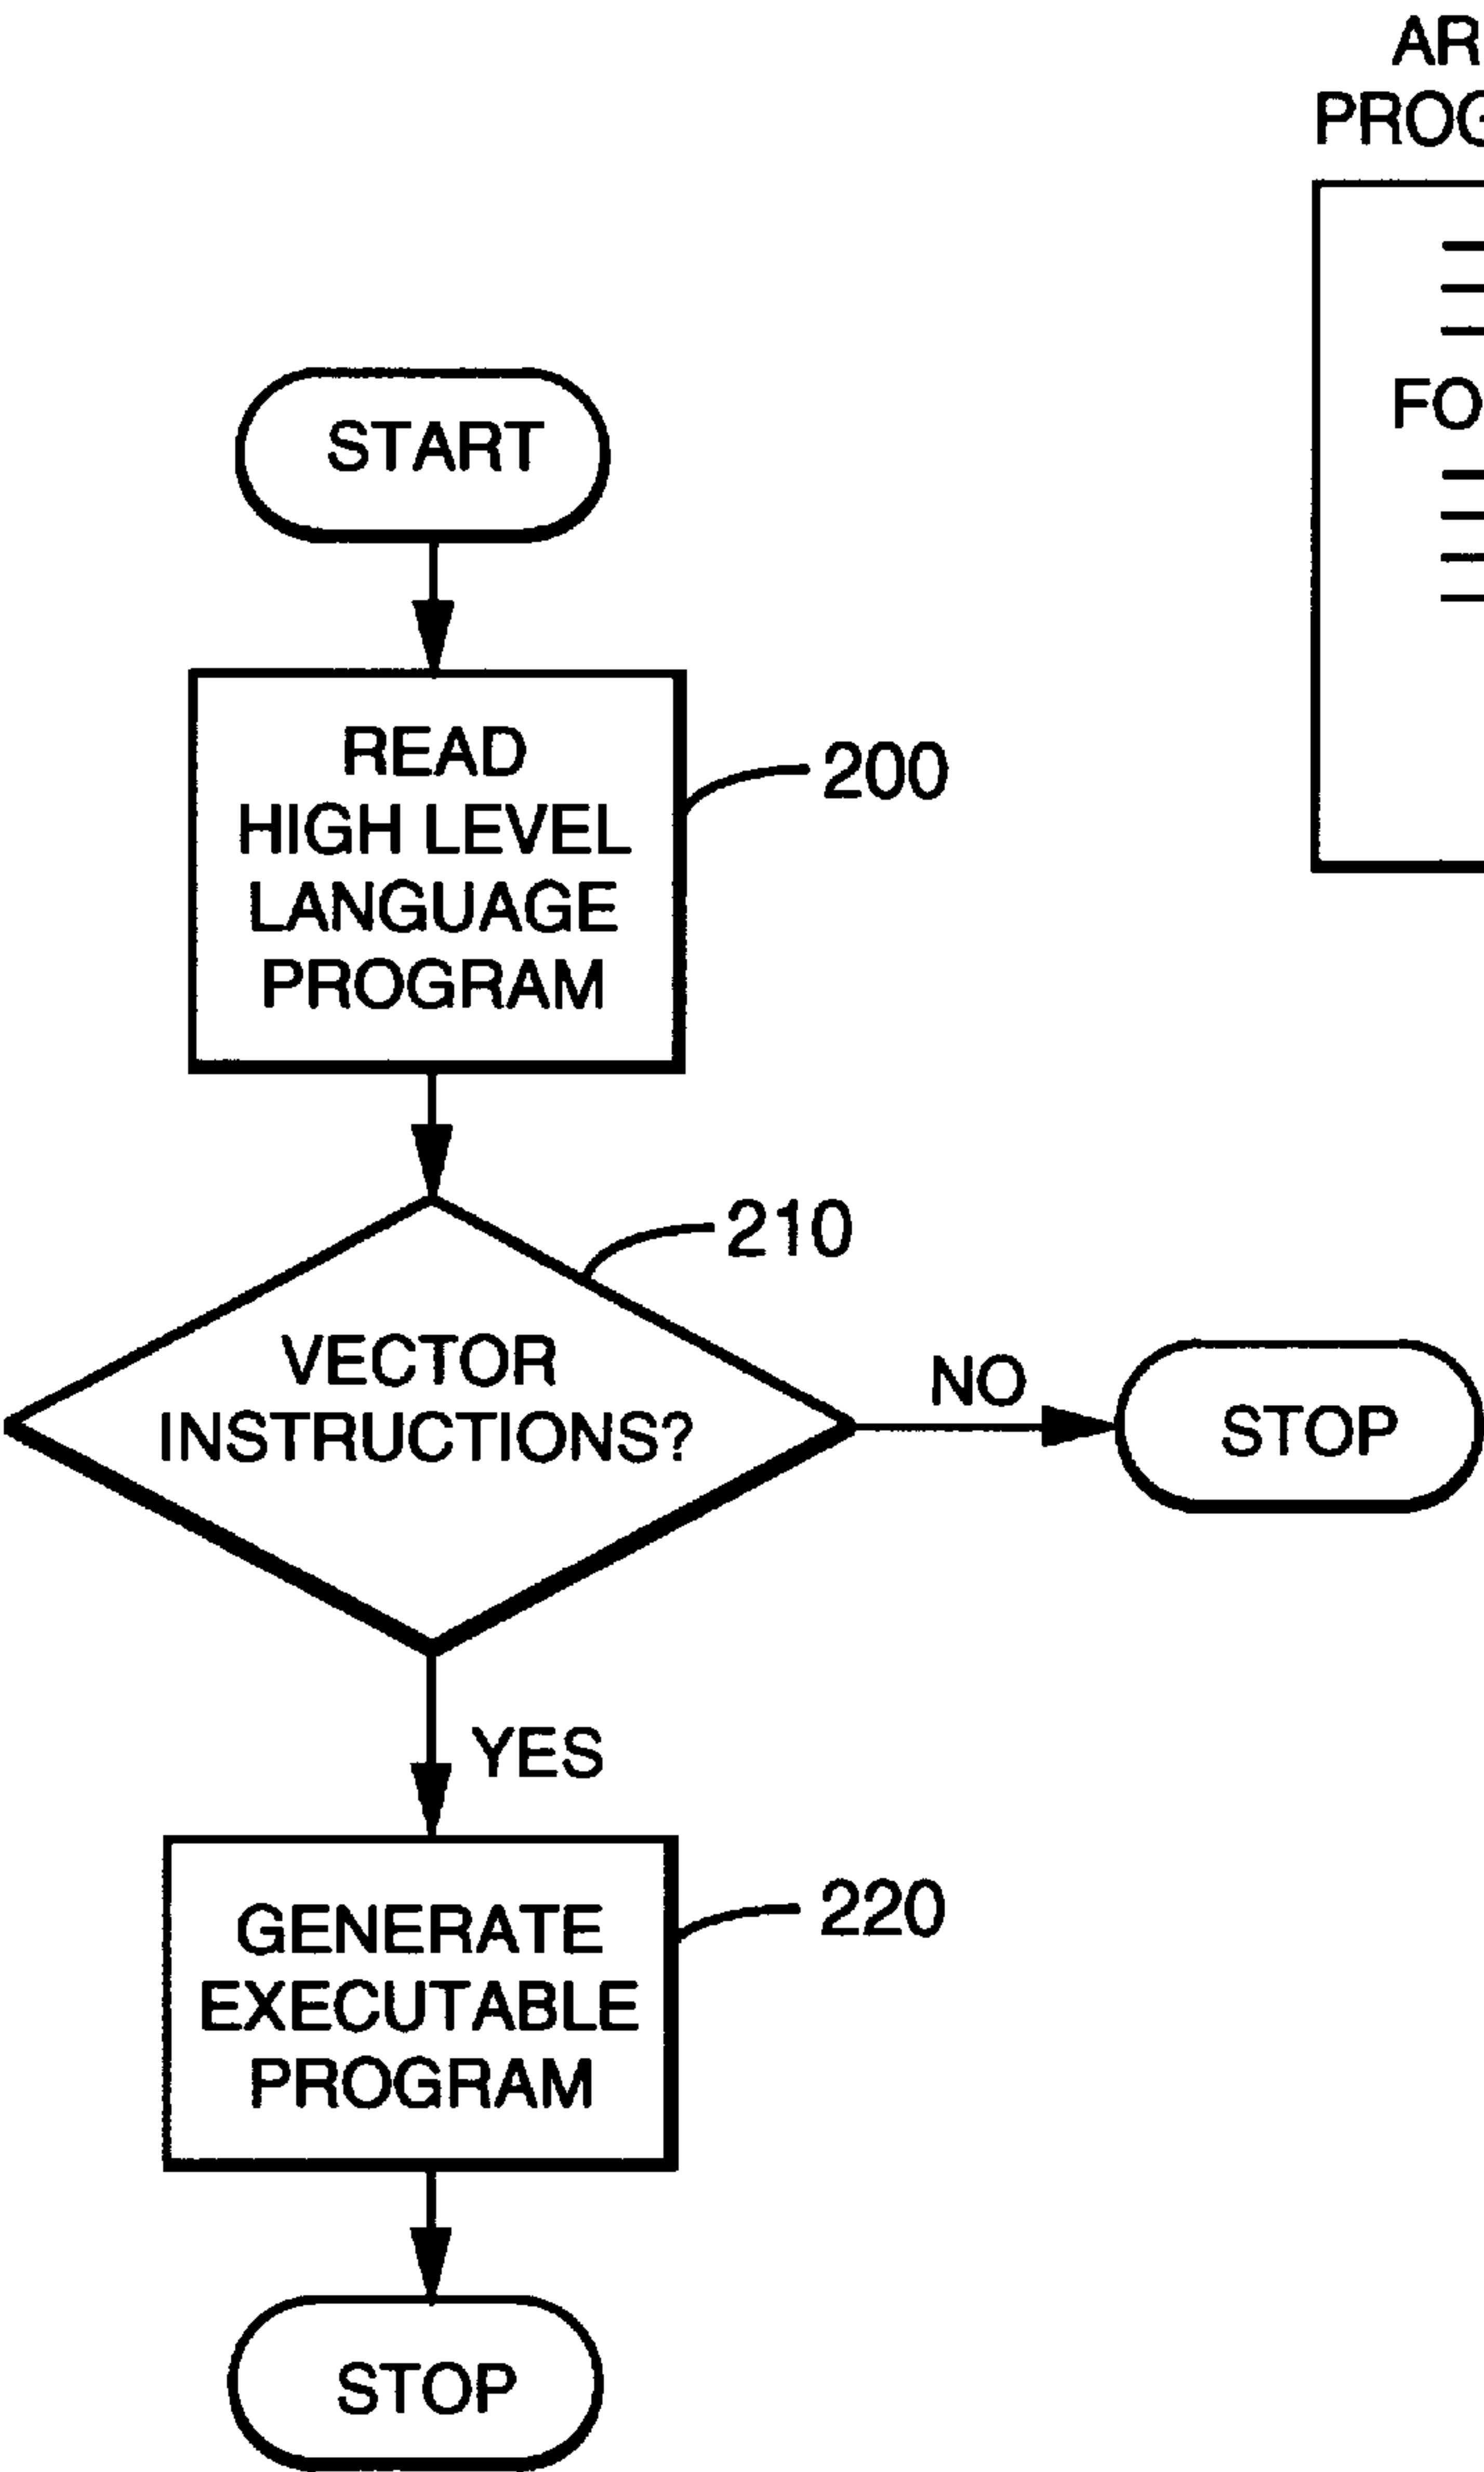 START
READ
HIGH LEVEL
LANGUAGE
PROGRAM
200
210
VECTOR
INSTRUCTIONS?
NO
STOP
YES
GENERATE
EXECUTABLE
PROGRAM
220
STOP